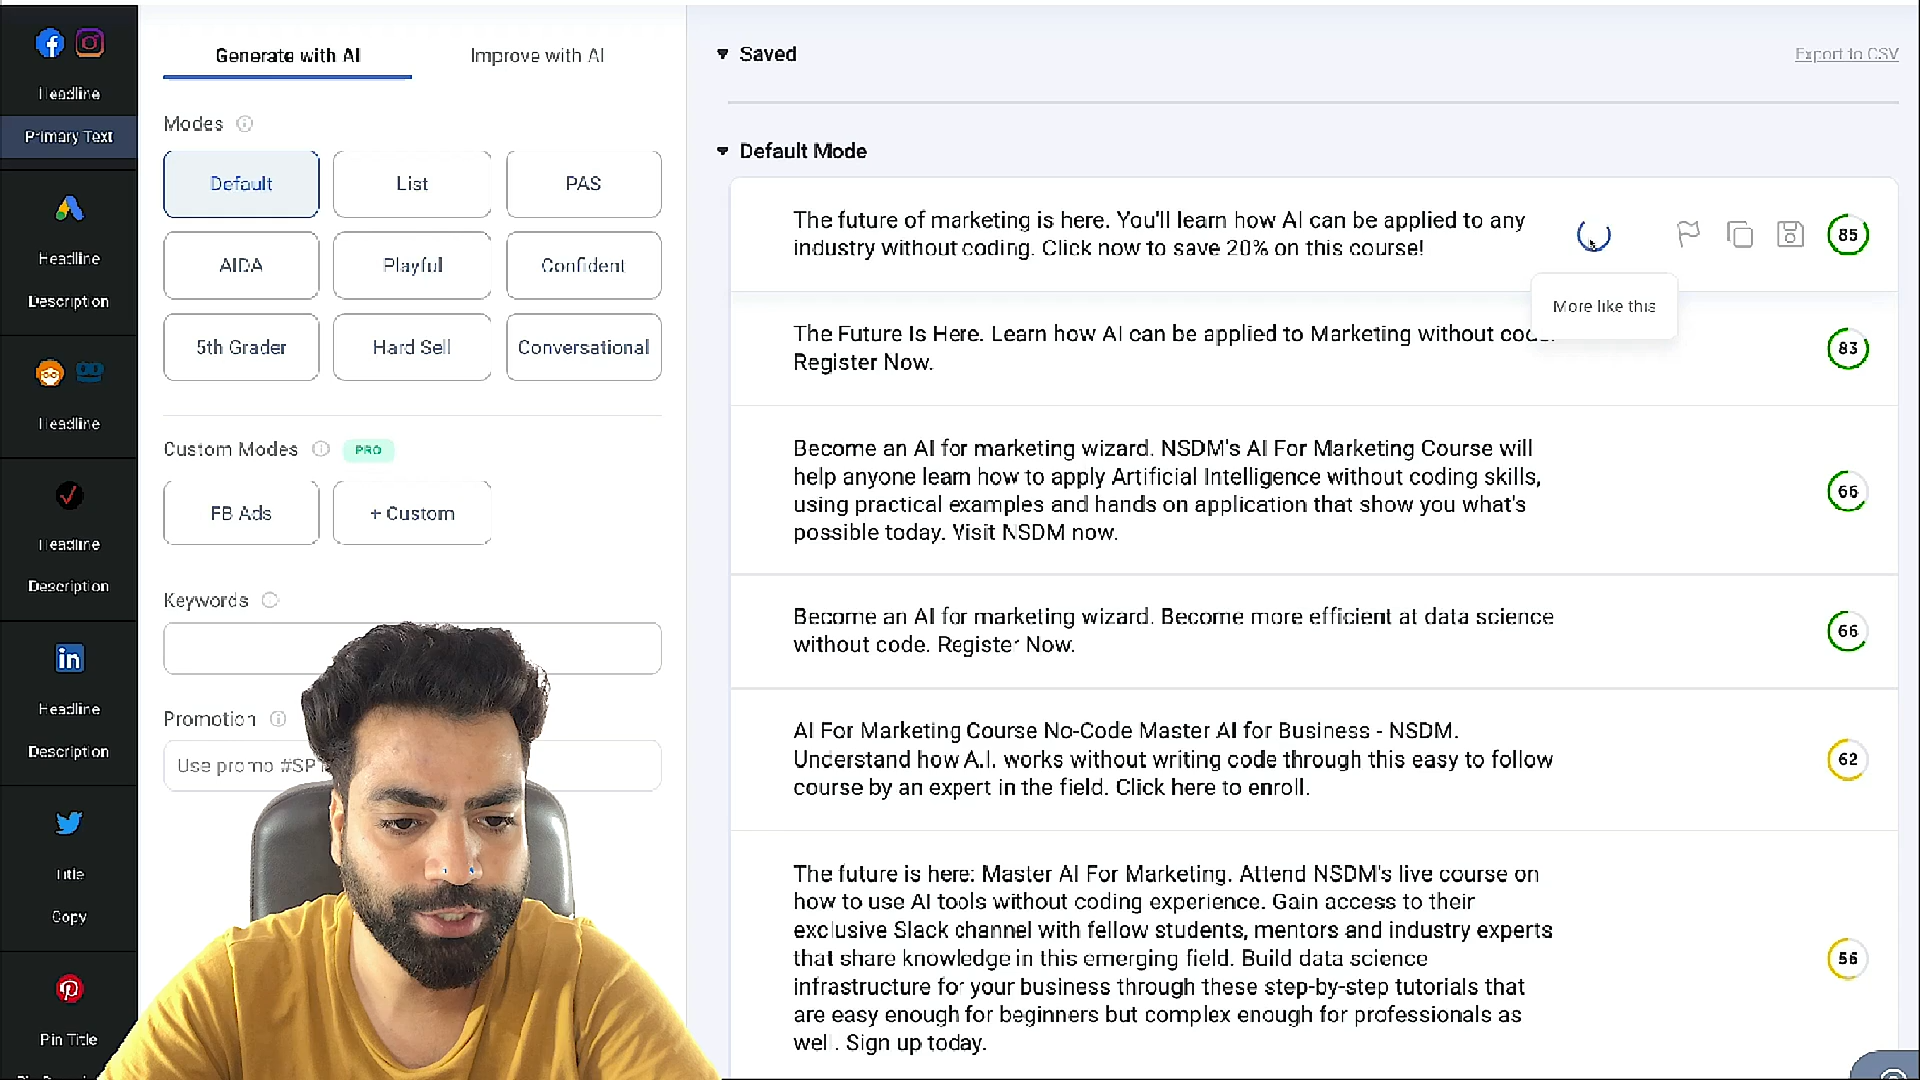 Generate with AI
Improve with AI
Saved
Export to CSV
Headline
Primary Text
Modes
Default Mode
Default
List
PAS
The future of marketing is here. You'll learn how AI can be applied to any
industry without coding. Click now to save 20% on this course!
85
Headline
AIDA
Playful
Confident
Description
More like this
The Future Is Here. Learn how AI can be applied to Marketing without
Register Now.
83
5th Grader
Hard Sell
Conversational
Headline
Custom Modes
PRO
Become an AI for marketing wizard. NSDM's AI For Marketing Course will
help anyone learn how to apply Artificial Intelligence without coding skills,
using practical examples and hands on application that show you what's
possible today. Visit NSDM now.
66
FB Ads
+ Custom
Headline
Description
Keywords
Become an AI for marketing wizard. Become more efficient at data science
without code. Register Now.
66
in
Headline
Description
Promotion
Use promo
AI For Marketing Course No-Code Master AI for Business - NSDM.
Understand how A.I. works without writing code through this easy to follow
course by an expert in the field. Click here to enroll.
62
Title
Copy
The future is here: Master AI For Marketing. Attend NSDM's live course on
how to use AI tools without coding experience. Gain access to their
exclusive Slack channel with fellow students, mentors and industry experts
that share knowledge in this emerging field. Build data science
infrastructure for your business through these step-by-step tutorials that
are easy enough for beginners but complex enough for professionals as
well. Sign up today.
56
Pin Title